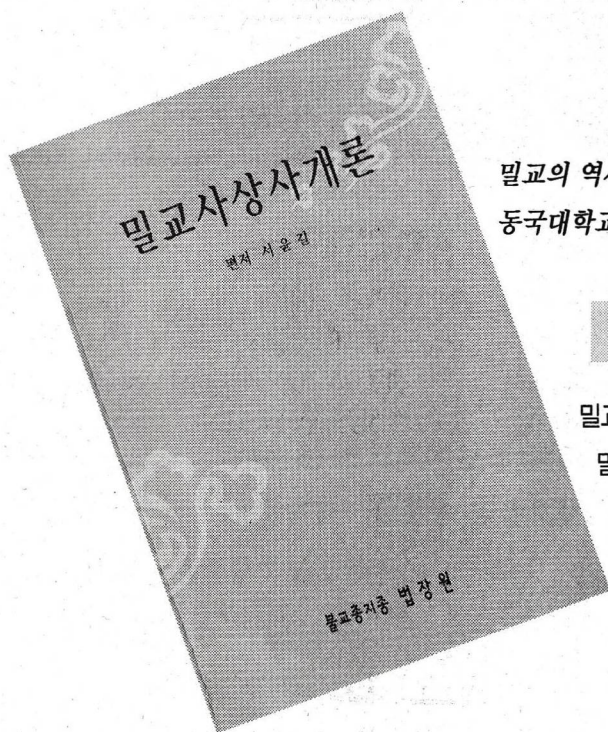 밀교사상사개론
편저 서윤길
불교총지종 법장원
밀교의 역사
동국대학교
밀교
밀